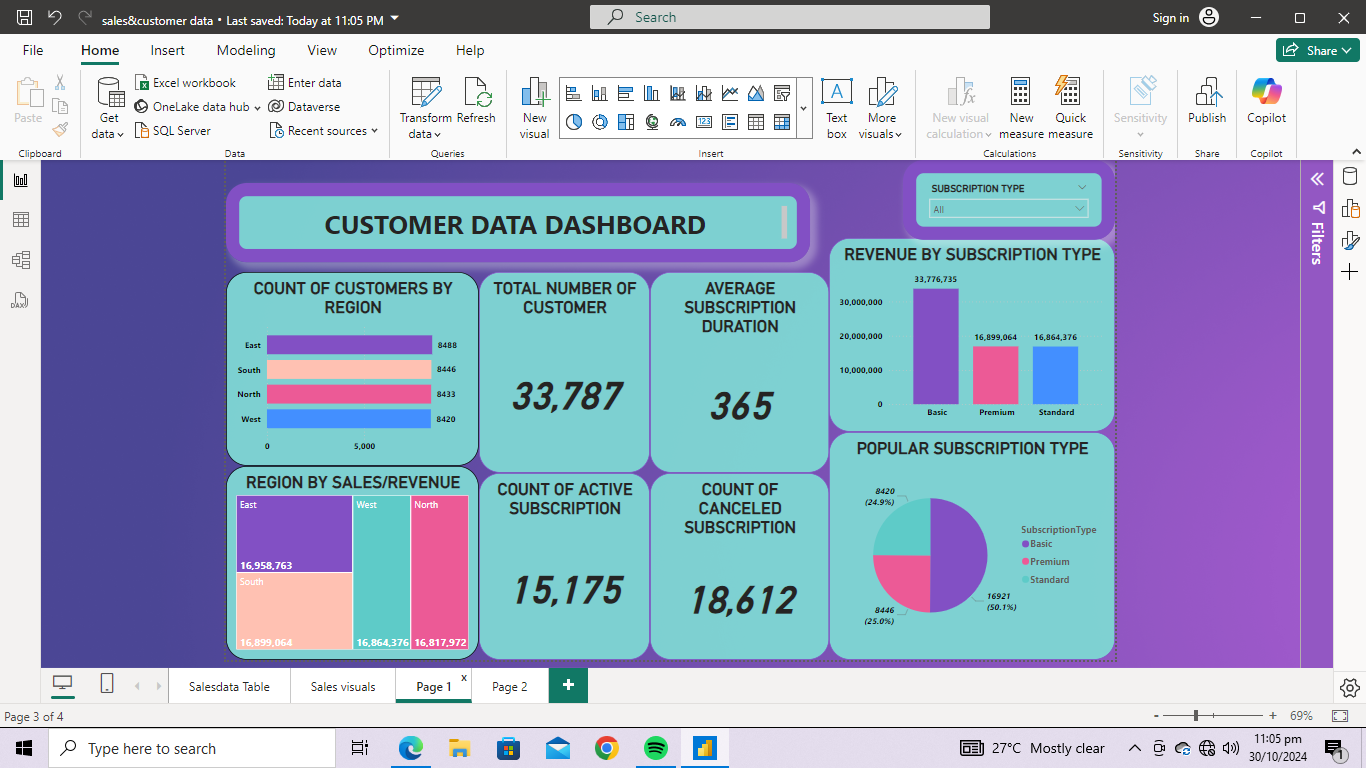 sales&customer data • Last saved: Today at 11:05 PM
Search
Sign in
File
Home
Insert
Modeling
View
Optimize
Help
Share
Paste
Clipboard
Get data
Excel workbook
OneLake data hub
SQL Server
Enter data
Dataverse
Recent sources
Data
Transform data
Refresh
Queries
New visual
Text box
More visuals
Insert
New visual calculation
New measure
Quick measure
Calculations
Sensitivity
Sensitivity
Publish
Share
Copilot
Copilot
CUSTOMER DATA DASHBOARD
SUBSCRIPTION TYPE
All
COUNT OF CUSTOMERS BY
REGION
East 8488
South 8446
North 8433
West 8420
0 5,000
TOTAL NUMBER OF
CUSTOMER
33,787
AVERAGE
SUBSCRIPTION
DURATION
365
REVENUE BY SUBSCRIPTION TYPE
33,776,735
30,000,000
20,000,000
16,899,064 16,864,376
10,000,000
0
Basic Premium Standard
REGION BY SALES/REVENUE
East
16,958,763
South
16,899,064
West
16,864,376
North
16,817,972
COUNT OF ACTIVE
SUBSCRIPTION
15,175
COUNT OF
CANCELED
SUBSCRIPTION
18,612
POPULAR SUBSCRIPTION TYPE
8420
(24.9%)
8446
(25.0%)
16921
(50.1%)
SubscriptionType
Basic
Premium
Standard
Filters
DAX
Salesdata Table
Sales visuals
Page 1
x
Page 2
+
Page 3 of 4
- + 69%
Type here to search
27°C Mostly clear
11:05 pm
30/10/2024
1